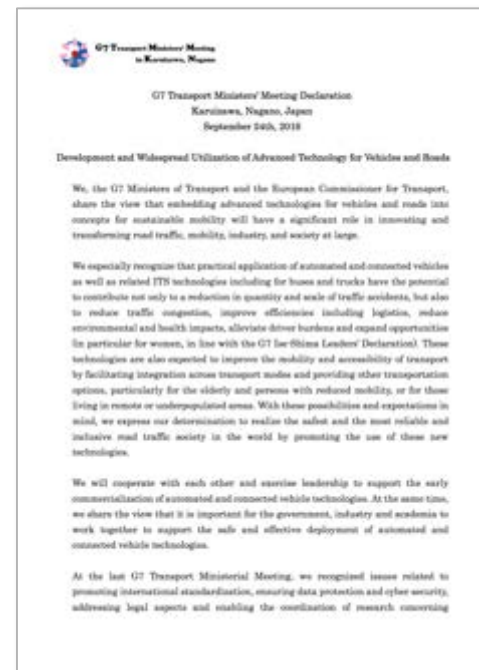 G7 Transport Ministers' Meeting
in Karuizawa, Nagano
G7 Transport Ministers' Meeting Declaration
Karuizawa, Nagano, Japan
September 24th, 2016
Development and Widespread Utilization of Advanced Technology for Vehicles and Roads
We, the G7 Ministers of Transport and the European Commissioner for Transport,
share the view that embedding advanced technologies for vehicles and roads into
concepts for sustainable mobility will have a significant role in innovating and
transforming road traffic, mobility, industry, and society at large.
We especially recognize that practical application of automated and connected vehicles
as well as related ITS technologies including for buses and trucks have the potential
to contribute not only to a reduction in quantity and scale of traffic accidents, but also
to reduce traffic congestion, improve efficiencies including logistics, reduce
environmental and health impacts, alleviate driver burdens and expand opportunities
(in particular for women, in line with the G7 Ise-Shima Leaders' Declaration). These
technologies are also expected to improve the mobility and accessibility of transport
by facilitating integration across transport modes and providing other transportation
options, particularly for the elderly and persons with reduced mobility, or for those
living in remote or underpopulated areas. With these possibilities and expectations in
mind, we express our determination to realize the safest and the most reliable and
inclusive road traffic society in the world by promoting the use of these new
technologies.
We will cooperate with each other and exercise leadership to support the early
commercialization of automated and connected vehicle technologies. At the same time,
we share the view that it is important for the government, industry and academia to
work together to support the safe and effective deployment of automated and
connected vehicle technologies.
At the last G7 Transport Ministerial Meeting, we recognized issues related to
promoting international standardization, ensuring data protection and cyber security,
addressing legal aspects and enabling the coordination of research concerning